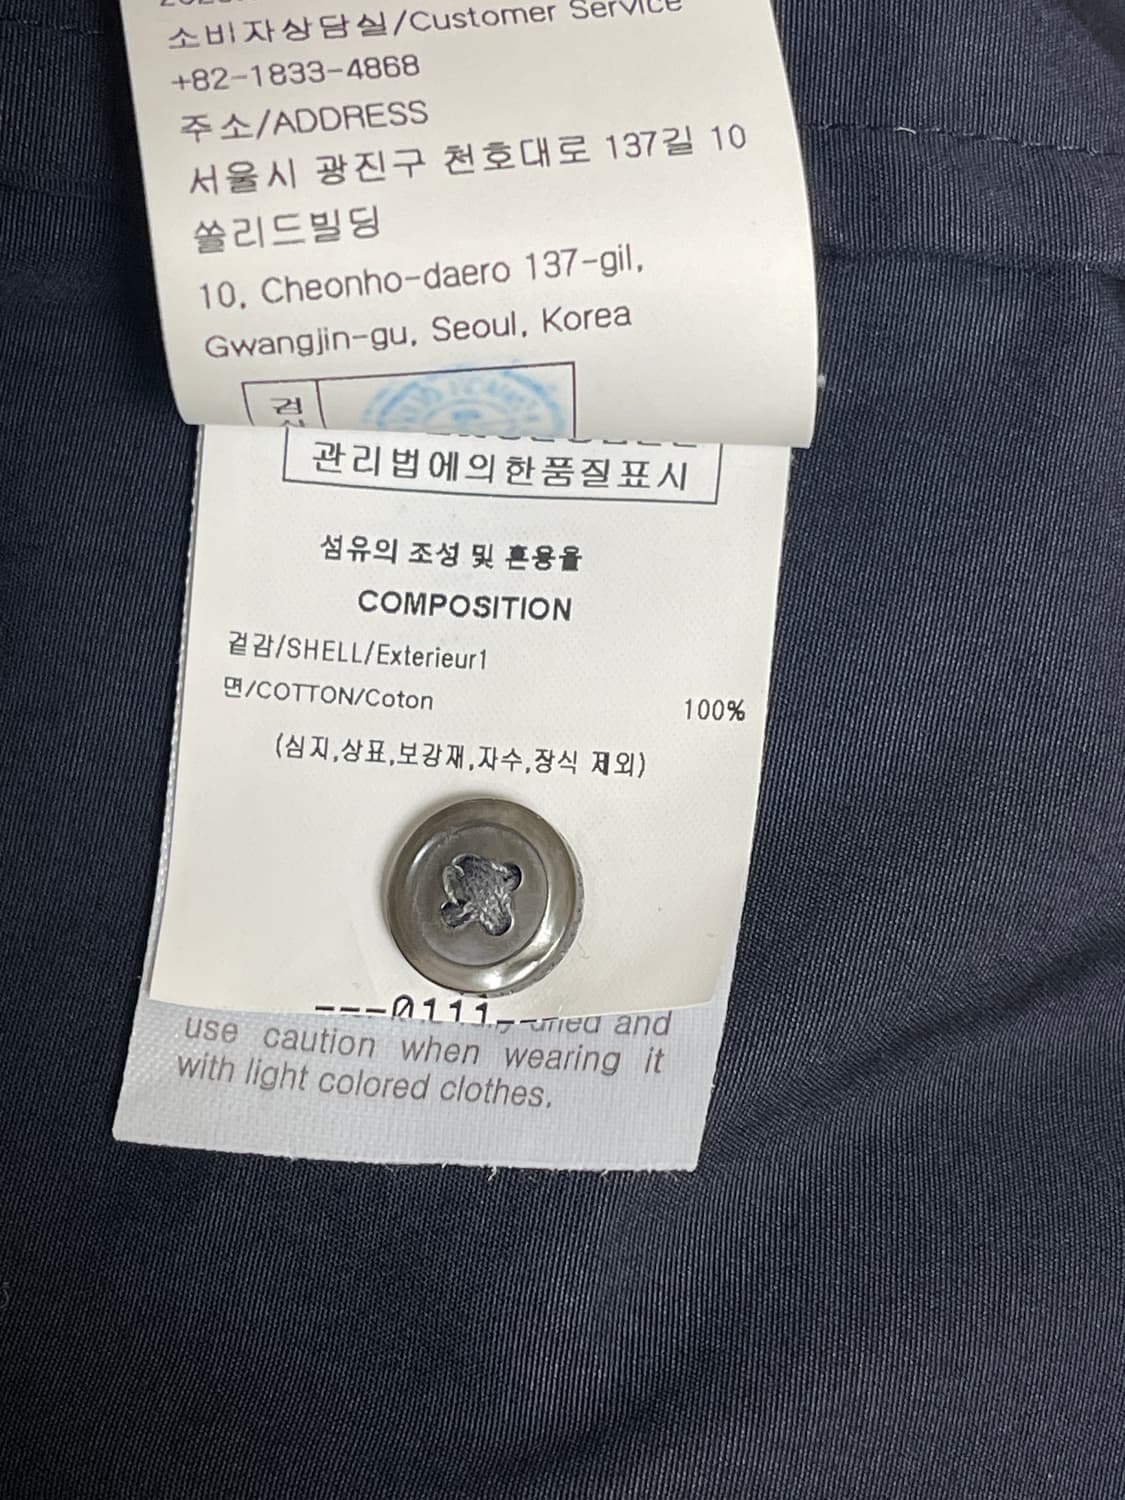 소비자상담실/Customer Service
+82-1833-4868
주소/ADDRESS
서울시 광진구 천호대로 137길 10
쏠리드빌딩
10, Cheonho-daero 137-gil,
Gwangjin-gu, Seoul, Korea
검
관리법에의한품질표시
섬유의 조성 및 혼용율
COMPOSITION
겉감/SHELL/Exterieur1
면/COTTON/Coton 100%
(심지,상표,보강재,자수,장식 제외)
---0111
and
use caution when wearing it
with light colored clothes.